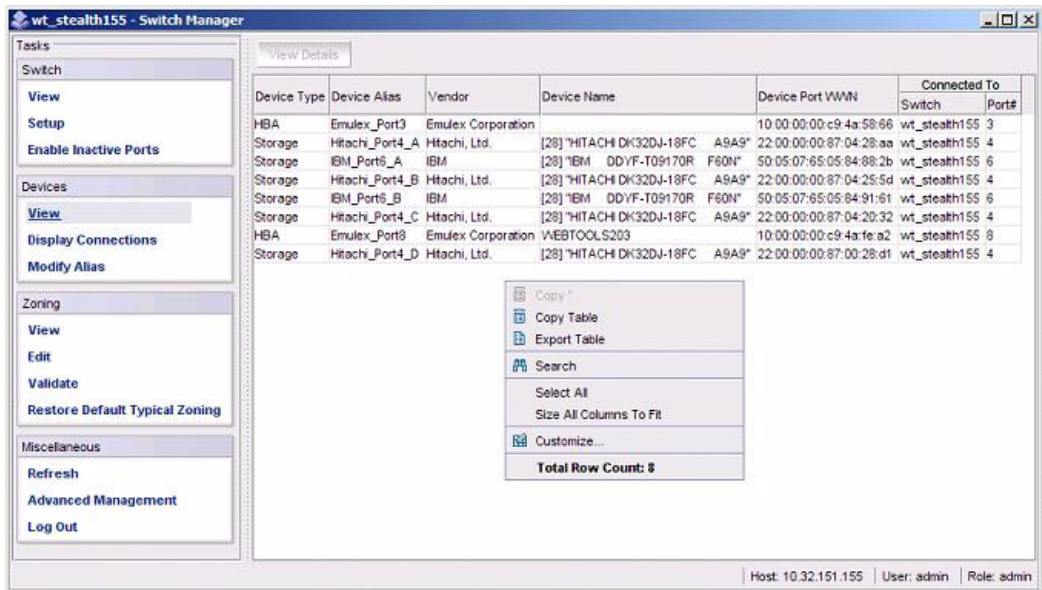 wt_stealth155 - Switch Manager
Tasks
Switch
View
Setup
Enable Inactive Ports
Devices
View
Display Connections
Modify Alias
Zoning
View
Edit
Validate
Restore Default Typical Zoning
Miscellaneous
Refresh
Advanced Management
Log Out
View Details
Device Type Device Alias Vendor Device Name Device Port WWN Connected To
Switch Port#
HBA Emulex_Port3 Emulex Corporation 10:00:00:00:c9:4a:58:66 wt_stealth155 3
Storage Hitachi_Port4_A Hitachi, Ltd. [28] "HITACHI DK32DJ-18FC A9A9" 22:00:00:00:87:04:28:aa wt_stealth155 4
Storage IBM_Port6_A IBM [28] "IBM DDYF-T09170R F60N" 50:05:07:65:05:84:88:2b wt_stealth155 6
Storage Hitachi_Port4_B Hitachi, Ltd. [28] "HITACHI DK32DJ-18FC A9A9" 22:00:00:00:87:04:25:5d wt_stealth155 4
Storage IBM_Port6_B IBM [28] "IBM DDYF-T09170R F60N" 50:05:07:65:05:84:91:61 wt_stealth155 6
Storage Hitachi_Port4_C Hitachi, Ltd. [28] "HITACHI DK32DJ-18FC A9A9" 22:00:00:00:87:04:20:32 wt_stealth155 4
HBA Emulex_Port8 Emulex Corporation WEBTOOLS203 10:00:00:00:c9:4a:fe:a2 wt_stealth155 8
Storage Hitachi_Port4_D Hitachi, Ltd. [28] "HITACHI DK32DJ-18FC A9A9" 22:00:00:00:87:00:28:d1 wt_stealth155 4
Copy *
Copy Table
Export Table
Search
Select All
Size All Columns To Fit
Customize...
Total Row Count: 8
Host: 10.32.151.155 User: admin Role: admin